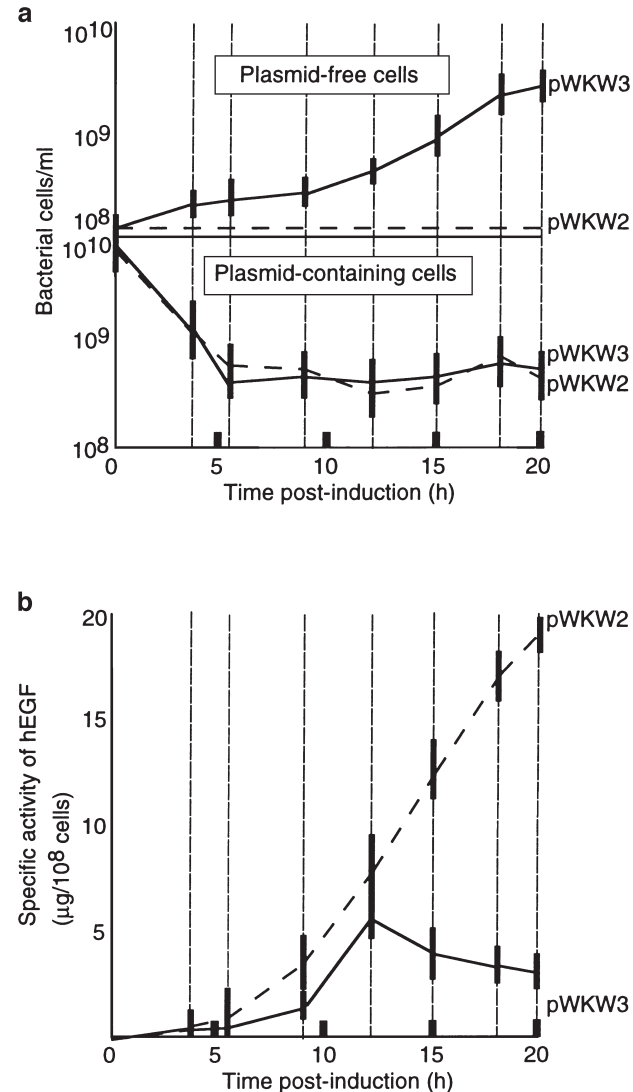 a
10^10
Plasmid-free cells
pWKW3
10^9
10^8
pWKW2
Bacterial cells/ml
10^10
Plasmid-containing cells
10^9
pWKW3
pWKW2
10^8
0 5 10 15 20
Time post-induction (h)
b
20
pWKW2
15
Specific activity of hEGF
(μg/10^8 cells)
10
5
pWKW3
0 5 10 15 20
Time post-induction (h)